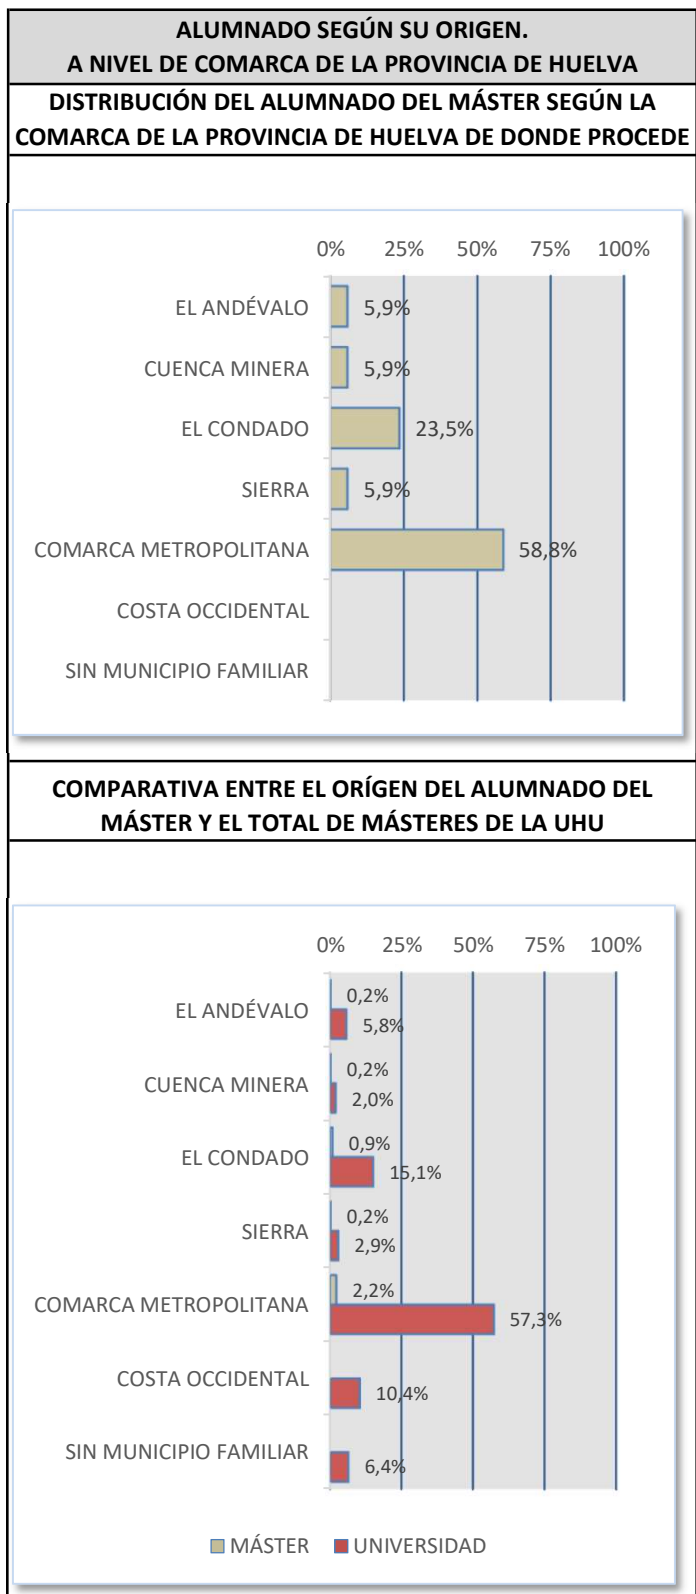 ALUMNADO SEGÚN SU ORIGEN.
A NIVEL DE COMARCA DE LA PROVINCIA DE HUELVA
DISTRIBUCIÓN DEL ALUMNADO DEL MÁSTER SEGÚN LA
COMARCA DE LA PROVINCIA DE HUELVA DE DONDE PROCEDE
0% 25% 50% 75% 100%
EL ANDÉVALO 5,9%
CUENCA MINERA 5,9%
EL CONDADO 23,5%
SIERRA 5,9%
COMARCA METROPOLITANA 58,8%
COSTA OCCIDENTAL
SIN MUNICIPIO FAMILIAR
COMPARATIVA ENTRE EL ORÍGEN DEL ALUMNADO DEL
MÁSTER Y EL TOTAL DE MÁSTERES DE LA UHU
0% 25% 50% 75% 100%
EL ANDÉVALO 0,2%
5,8%
CUENCA MINERA 0,2%
2,0%
EL CONDADO 0,9%
15,1%
SIERRA 0,2%
2,9%
COMARCA METROPOLITANA 2,2%
57,3%
COSTA OCCIDENTAL 10,4%
SIN MUNICIPIO FAMILIAR 6,4%
MÁSTER UNIVERSIDAD